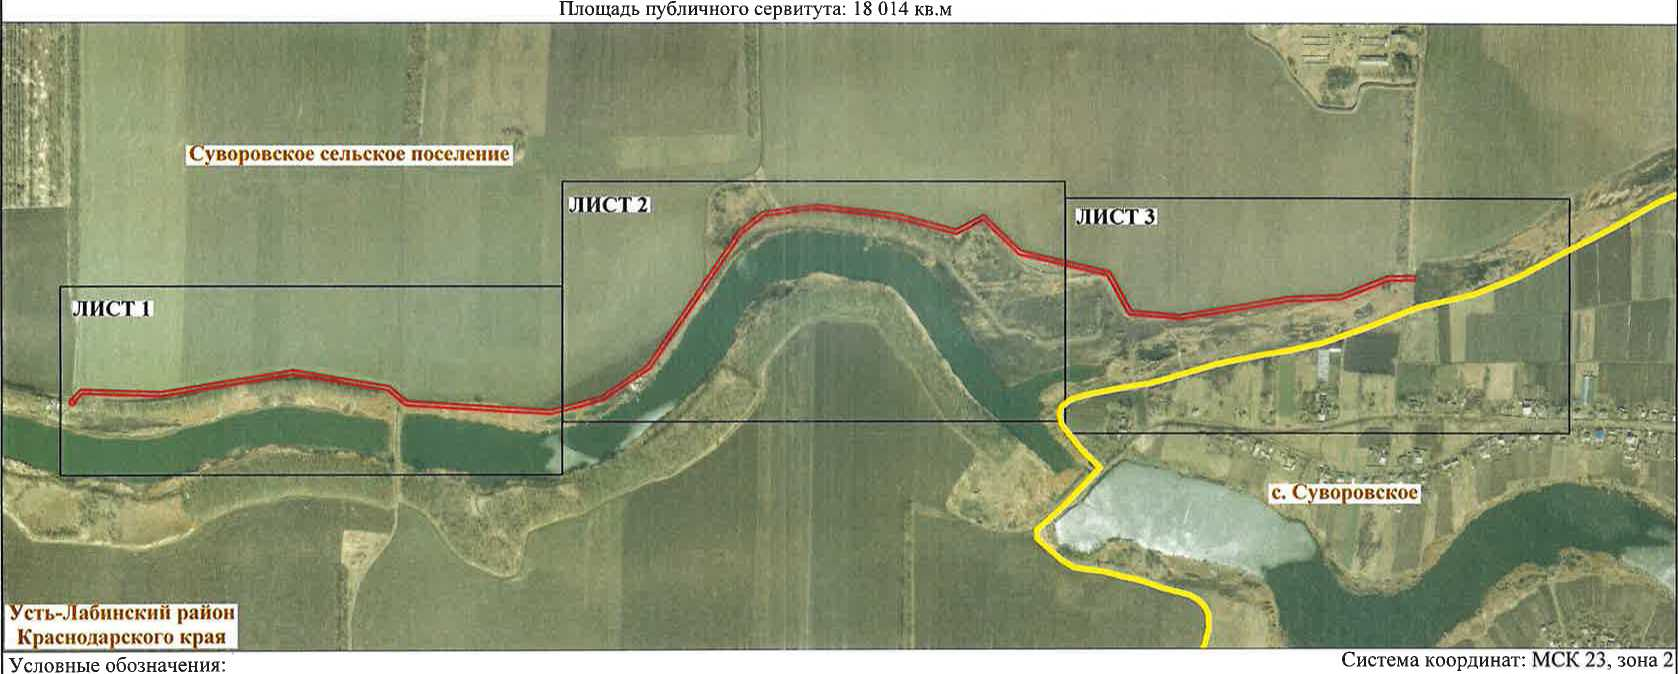 Площадь публичного сервитута: 18 014 кв.м
Суворовское сельское поселение
ЛИСТ 2
ЛИСТ 3
ЛИСТ 1
с. Суворовское
Усть-Лабинский район
Краснодарского края
Условные обозначения:
Система координат: МСК 23, зона 2